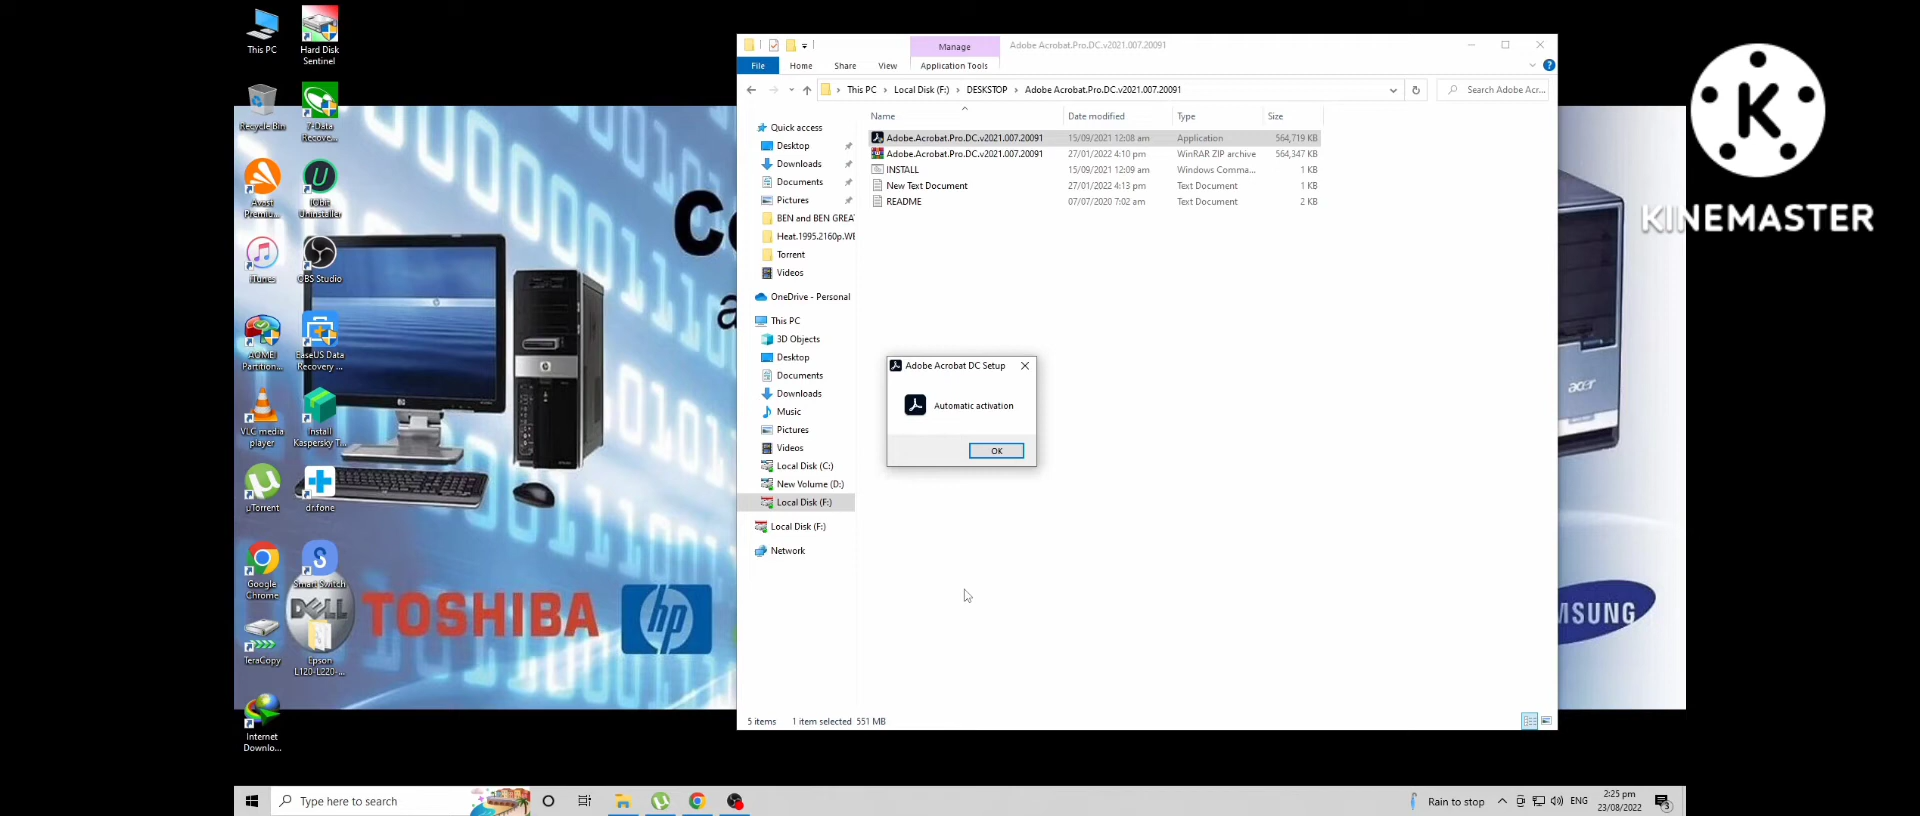 This PC
Hard Disk
Sentinel
Recycle Bin
7-Data
Recove...
Avast
Premiu...
IObit
Uninstaller
iTunes
OBS Studio
AOMEI
Partition...
EaseUS Data
Recovery ...
VLC media
player
Install
Kaspersky T...
µTorrent
dr.fone
Google
Chrome
Smart Switch
TeraCopy
Epson
L120-L220-...
Internet
Downlo...
hp
DELL
TOSHIBA
hp
acer
MSUNG
Manage
Adobe Acrobat.Pro.DC.v2021.007.20091
File
Home
Share
View
Application Tools
This PC > Local Disk (F:) > DESKSTOP > Adobe Acrobat.Pro.DC.v2021.007.20091
Search Adobe Acr...
Name
Date modified
Type
Size
Adobe.Acrobat.Pro.DC.v2021.007.20091 15/09/2021 12:08 am Application 564,719 KB
Adobe.Acrobat.Pro.DC.v2021.007.20091 27/01/2022 4:10 pm WinRAR ZIP archive 564,347 KB
INSTALL 15/09/2021 12:09 am Windows Comma... 1 KB
New Text Document 27/01/2022 4:13 pm Text Document 1 KB
README 07/07/2020 7:02 am Text Document 2 KB
Quick access
Desktop
Downloads
Documents
Pictures
BEN and BEN GREA
Heat.1995.2160p.WE
Torrent
Videos
OneDrive - Personal
This PC
3D Objects
Desktop
Documents
Downloads
Music
Pictures
Videos
Local Disk (C:)
New Volume (D:)
Local Disk (F:)
Local Disk (F:)
Network
Adobe Acrobat DC Setup
Automatic activation
OK
5 items
1 item selected 551 MB
K
KINEMASTER
Type here to search
Rain to stop
ENG
2:25 pm
23/08/2022
3